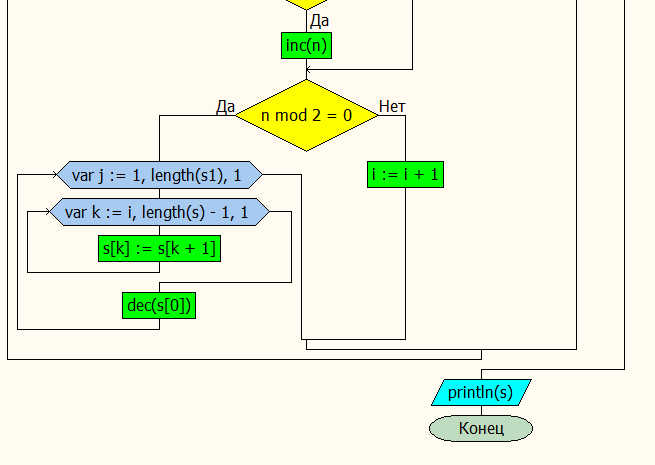 Да
inc(n)
Да
n mod 2 = 0
Нет
var j := 1, length(s1), 1
i := i + 1
var k := i, length(s) - 1, 1
s[k] := s[k + 1]
dec(s[0])
println(s)
Конец